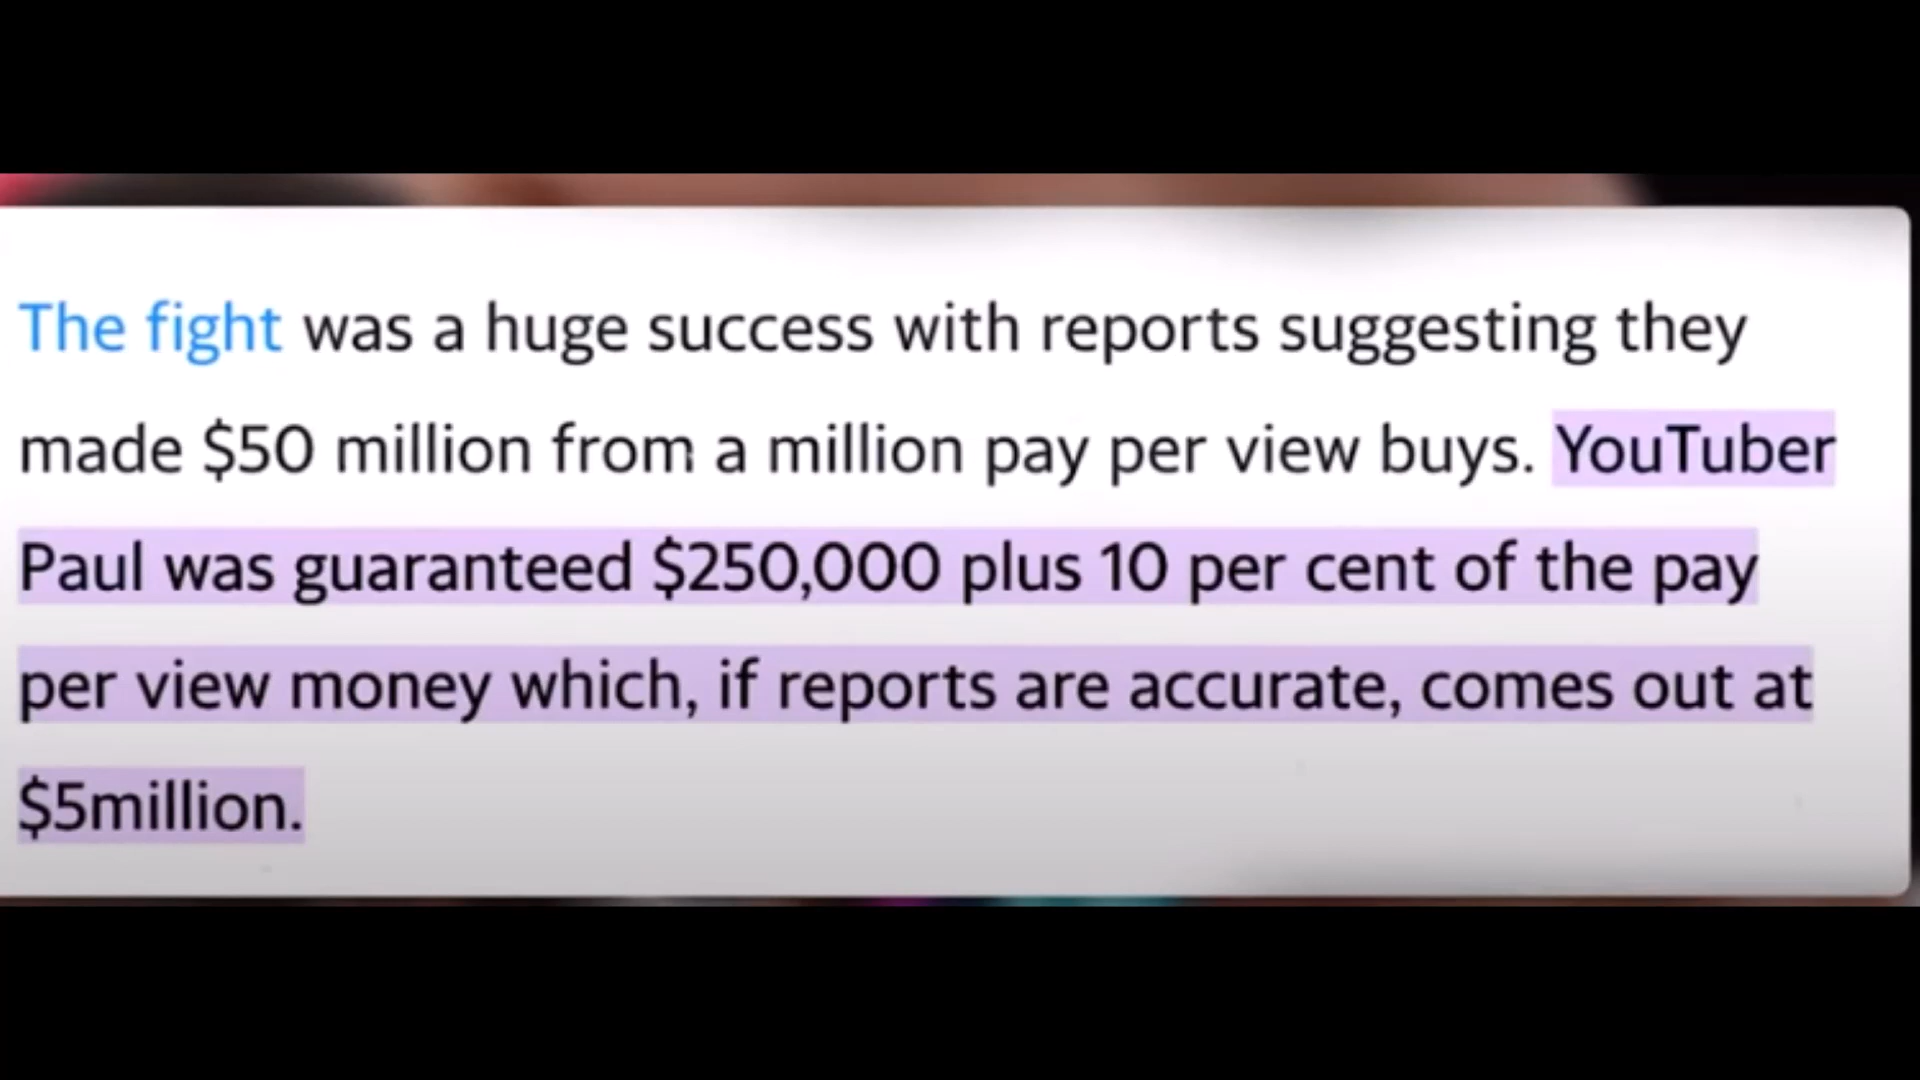 The fight was a huge success with reports suggesting they
made $50 million from a million pay per view buys. YouTuber
Paul was guaranteed $250,000 plus 10 per cent of the pay
per view money which, if reports are accurate, comes out at
$5million.